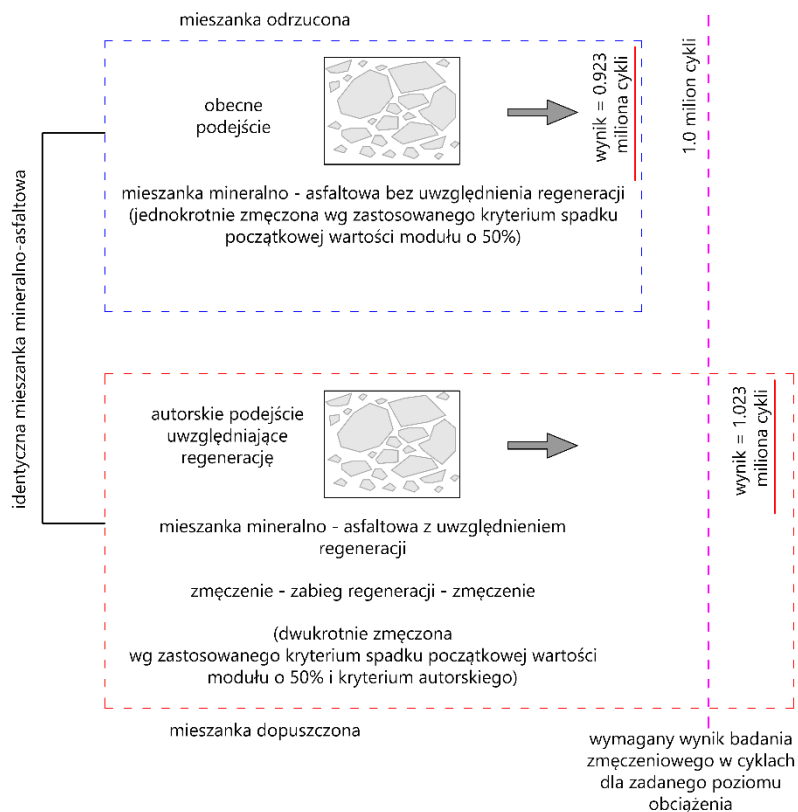 mieszanka odrzucona
obecne
podejście
wynik = 0.923
miliona cykli
1.0 milion cykli
mieszanka mineralno - asfaltowa bez uwzględnienia regeneracji
(jednokrotnie zmęczona wg zastosowanego kryterium spadku
początkowej wartości modułu o 50%)
identyczna mieszanka mineralno-asfaltowa
autorskie podejście
uwzględniające
regenerację
wynik = 1.023
miliona cykli
mieszanka mineralno - asfaltowa z uwzględnieniem
regeneracji
zmęczenie - zabieg regeneracji - zmęczenie
(dwukrotnie zmęczona
wg zastosowanego kryterium spadku początkowej wartości
modułu o 50% i kryterium autorskiego)
mieszanka dopuszczona
wymagany wynik badania
zmęczeniowego w cyklach
dla zadanego poziomu
obciążenia